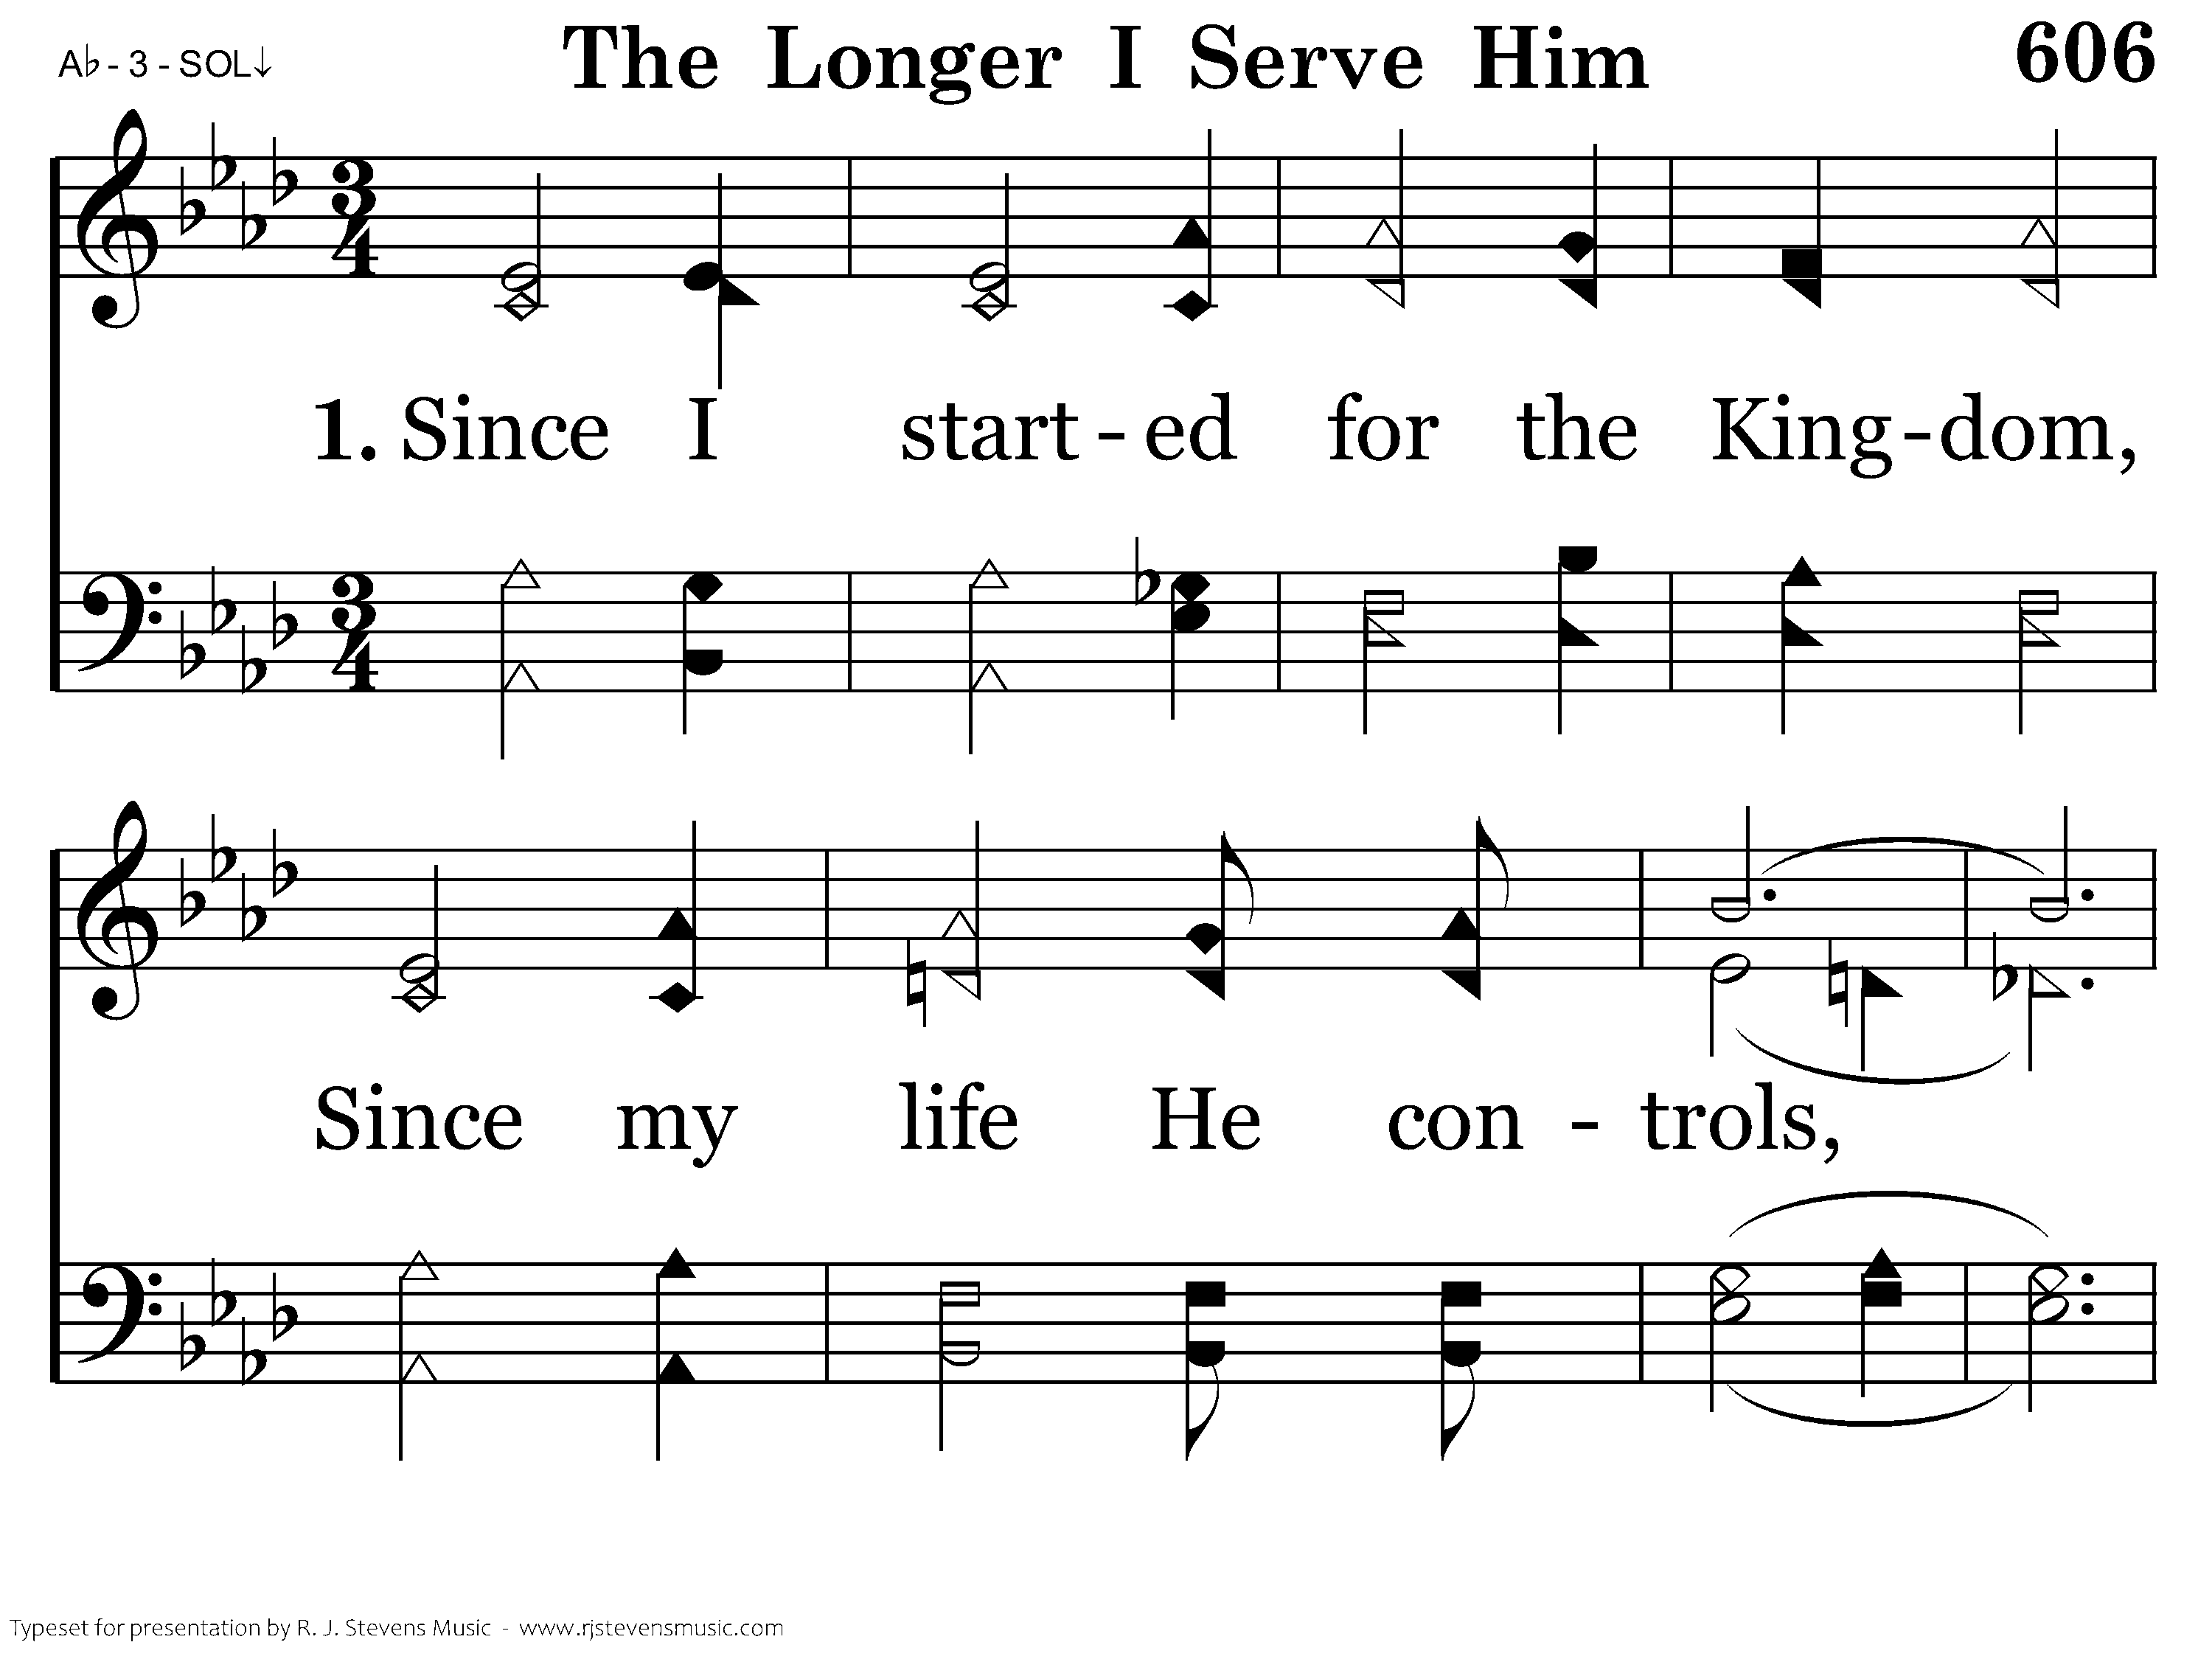 A♭ - 3 - SOL↓
The Longer I Serve Him
606
1. Since I start - ed for the King - dom,
Since my life He con - trols,
Typeset for presentation by R. J. Stevens Music - www.rjstevensmusic.com